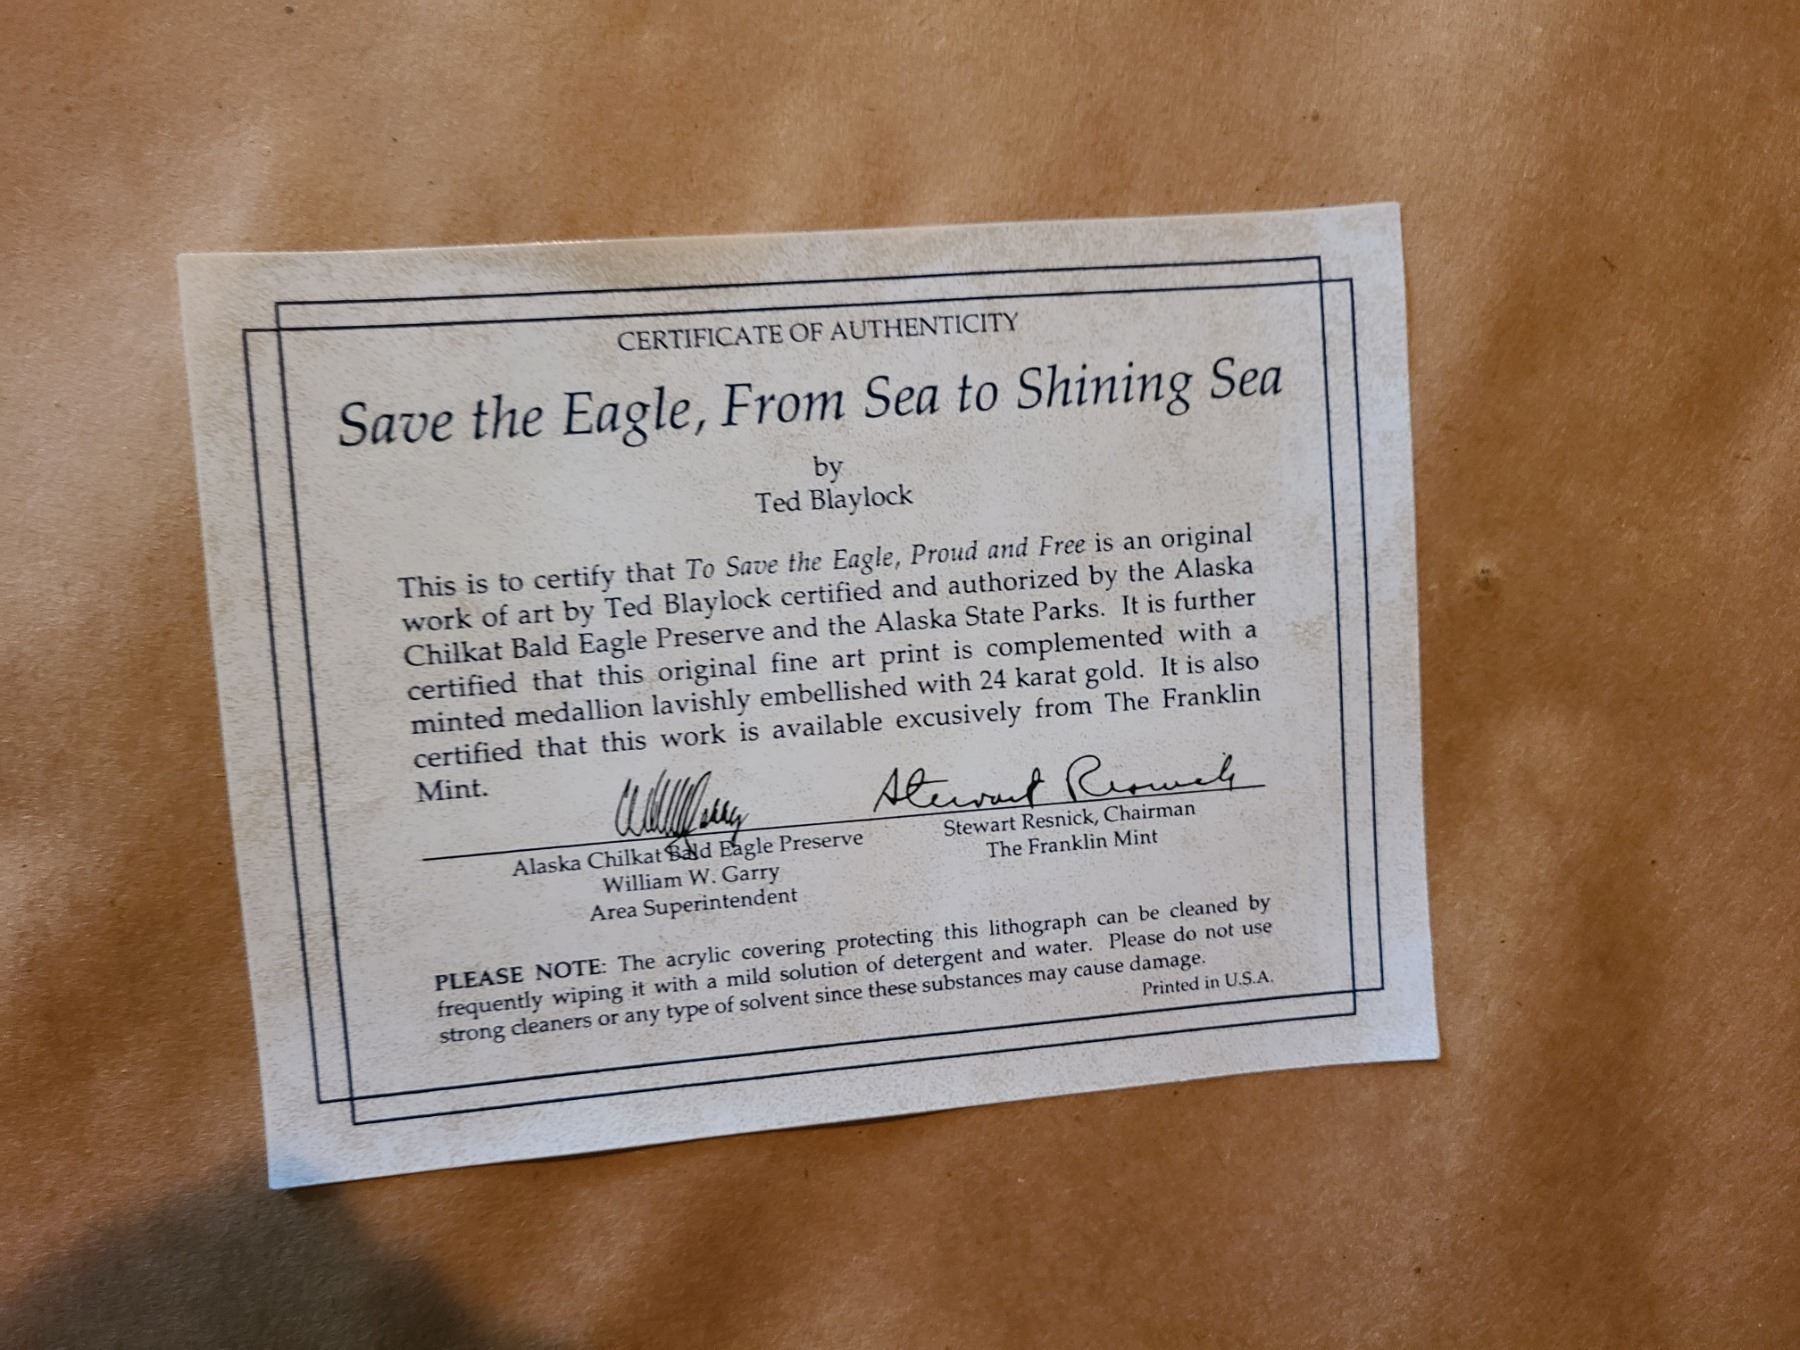 CERTIFICATE OF AUTHENTICITY
Save the Eagle, From Sea to Shining Sea
by
Ted Blaylock
This is to certify that To Save the Eagle, Proud and Free is an original
work of art by Ted Blaylock certified and authorized by the Alaska
Chilkat Bald Eagle Preserve and the Alaska State Parks. It is further
certified that this original fine art print is complemented with a
minted medallion lavishly embellished with 24 karat gold. It is also
certified that this work is available excusively from The Franklin
Mint.
Stewart Resnick
Alaska Chilkat Bald Eagle Preserve
William W. Garry
Area Superintendent
Stewart Resnick, Chairman
The Franklin Mint
PLEASE NOTE: The acrylic covering protecting this lithograph can be cleaned by
frequently wiping it with a mild solution of detergent and water. Please do not use
strong cleaners or any type of solvent since these substances may cause damage.
Printed in U.S.A.